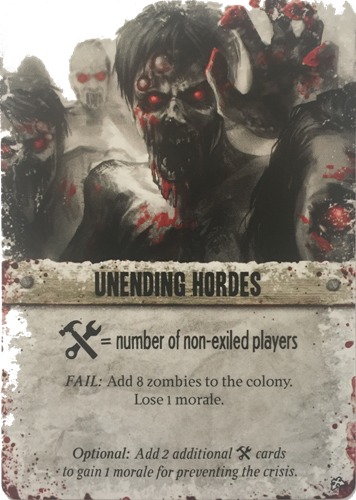 UNENDING HORDES
= number of non-exiled players
FAIL: Add 8 zombies to the colony.
Lose 1 morale.
Optional: Add 2 additional cards
to gain 1 morale for preventing the crisis.